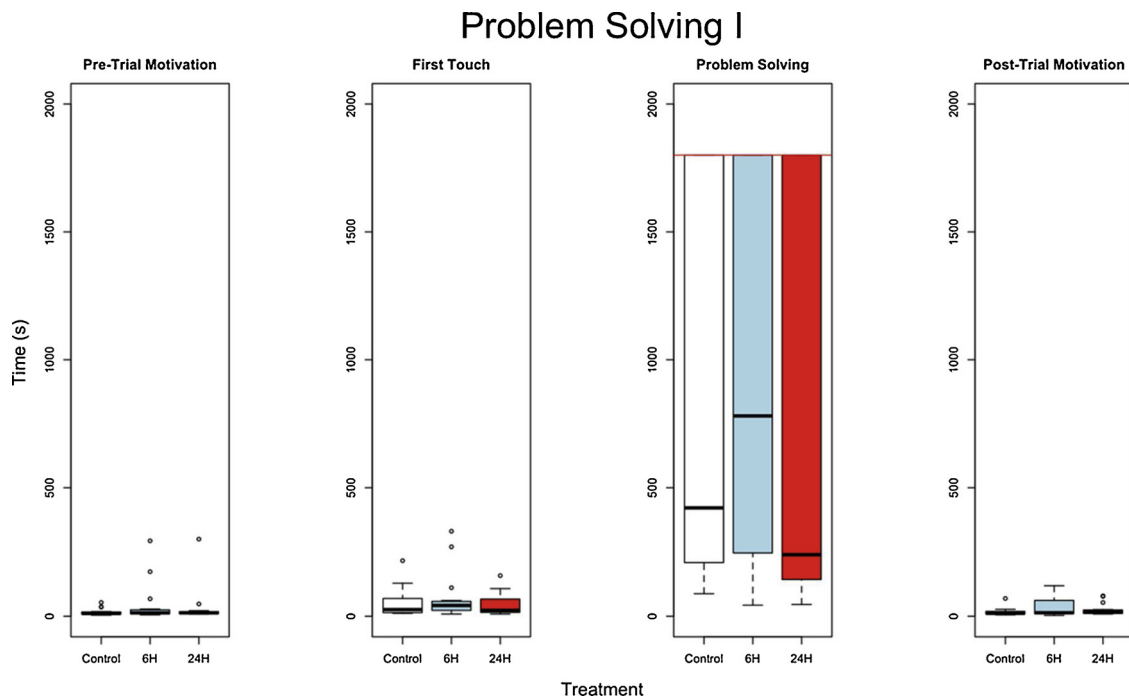 Problem Solving I
Pre-Trial Motivation
First Touch
Problem Solving
Post-Trial Motivation
Time (s)
2000
1500
1000
500
0
2000
1500
1000
500
0
2000
1500
1000
500
0
2000
1500
1000
500
0
Control 6H 24H
Control 6H 24H
Control 6H 24H
Control 6H 24H
Treatment